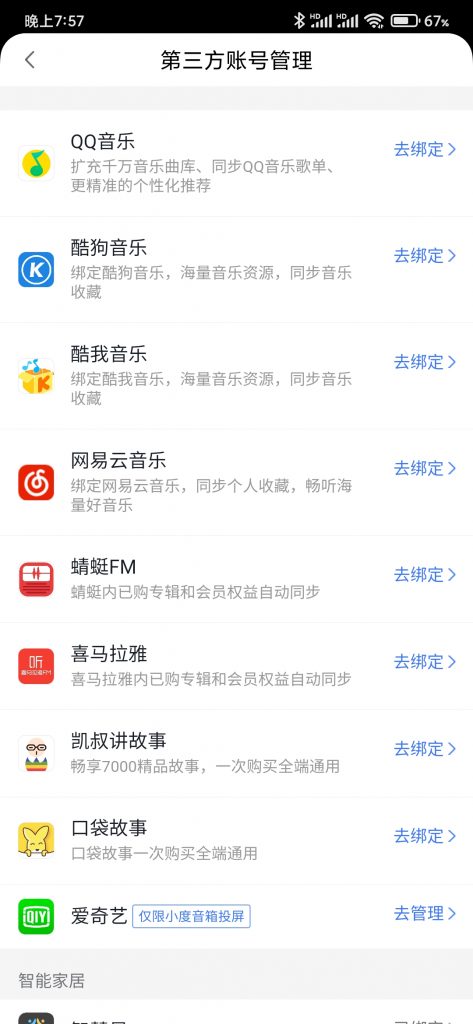 晚上7:57
HD HD 67%
第三方账号管理
QQ音乐
去绑定
扩充千万音乐曲库、同步QQ音乐歌单、
更精准的个性化推荐
酷狗音乐
去绑定
绑定酷狗音乐，海量音乐资源，同步音乐
收藏
酷我音乐
去绑定
绑定酷我音乐，海量音乐资源，同步音乐
收藏
网易云音乐
去绑定
绑定网易云音乐，同步个人收藏，畅听海
量好音乐
蜻蜓FM
去绑定
蜻蜓内已购专辑和会员权益自动同步
喜马拉雅
去绑定
听
喜马拉雅FM
喜马拉雅内已购专辑和会员权益自动同步
凯叔讲故事
去绑定
畅享7000精品故事，一次购买全端通用
口袋故事
去绑定
口袋故事一次购买全端通用
QIY
爱奇艺 仅限小度音箱投屏
去管理
智能家居